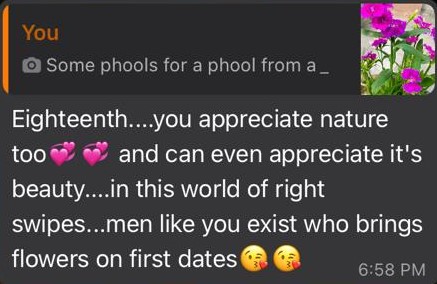 You
Some phools for a phool from a _
Eighteenth....you appreciate nature
too💞 💞 and can even appreciate it's
beauty....in this world of right
swipes...men like you exist who brings
flowers on first dates😘😘
6:58 PM